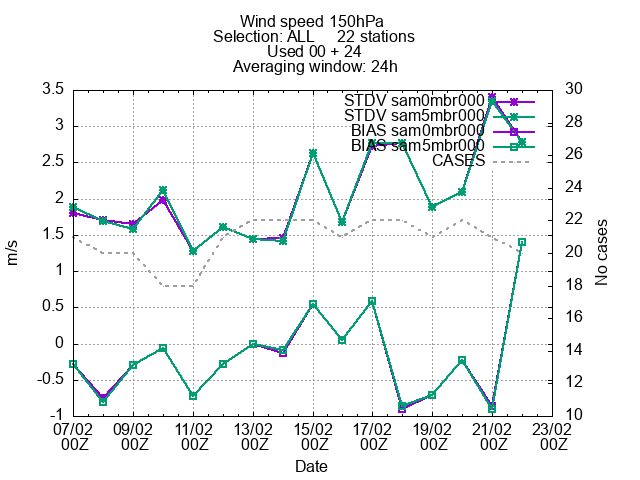 Wind speed 150hPa
Selection: ALL 22 stations
Used 00 + 24
Averaging window: 24h
STDV sam0mbr000
STDV sam5mbr000
BIAS sam0mbr000
BIAS sam5mbr000
CASES
3.5
3
2.5
2
1.5
1
0.5
0
-0.5
-1
m/s
30
28
26
24
22
20
18
16
14
12
10
No cases
07/02 09/02 11/02 13/02 15/02 17/02 19/02 21/02 23/02
00Z 00Z 00Z 00Z 00Z 00Z 00Z 00Z 00Z
Date